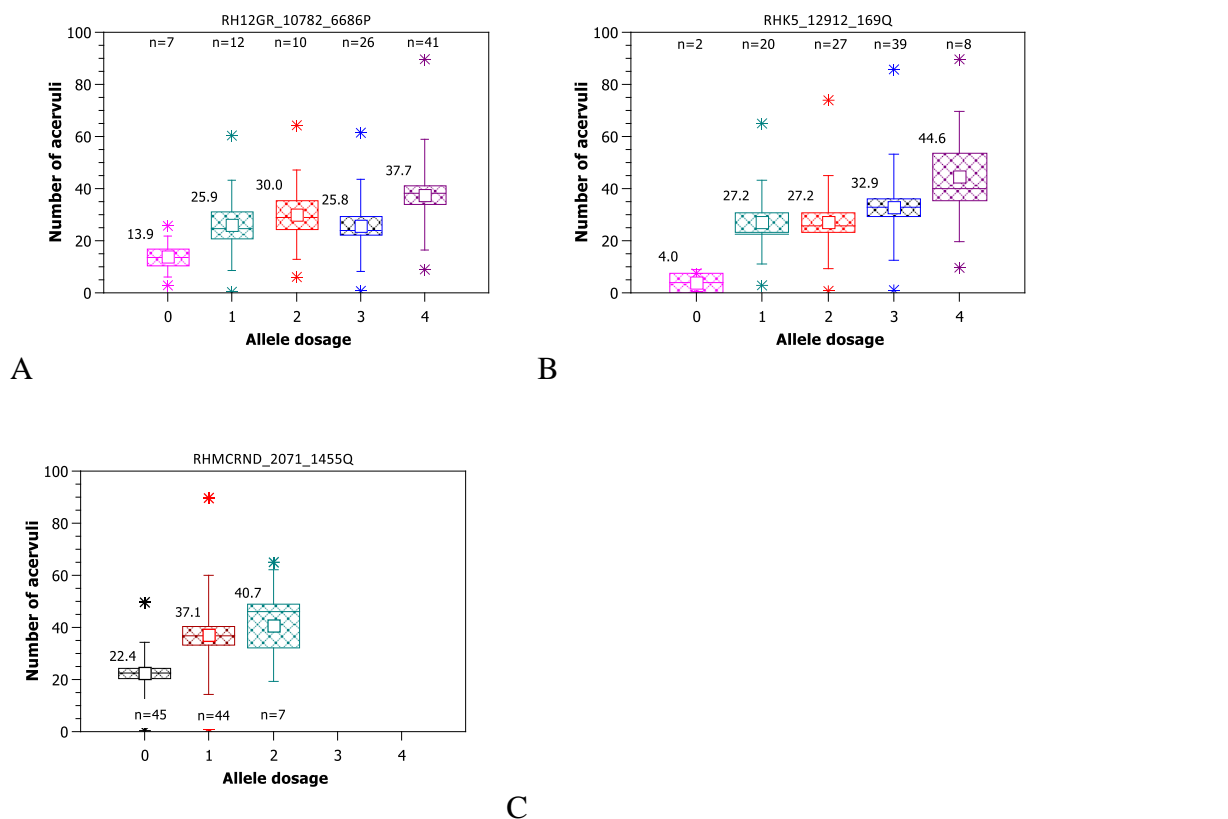 RH12GR_10782_6686P
n=7 n=12 n=10 n=26 n=41
100
80
60
40
20
0
Number of acervuli
13.9 25.9 30.0 25.8 37.7
0 1 2 3 4
Allele dosage
A
RHK5_12912_169Q
n=2 n=20 n=27 n=39 n=8
100
80
60
40
20
0
Number of acervuli
4.0 27.2 27.2 32.9 44.6
0 1 2 3 4
Allele dosage
B
RHMCRND_2071_1455Q
100
80
60
40
20
0
Number of acervuli
22.4 37.1 40.7
n=45 n=44 n=7
0 1 2 3 4
Allele dosage
C